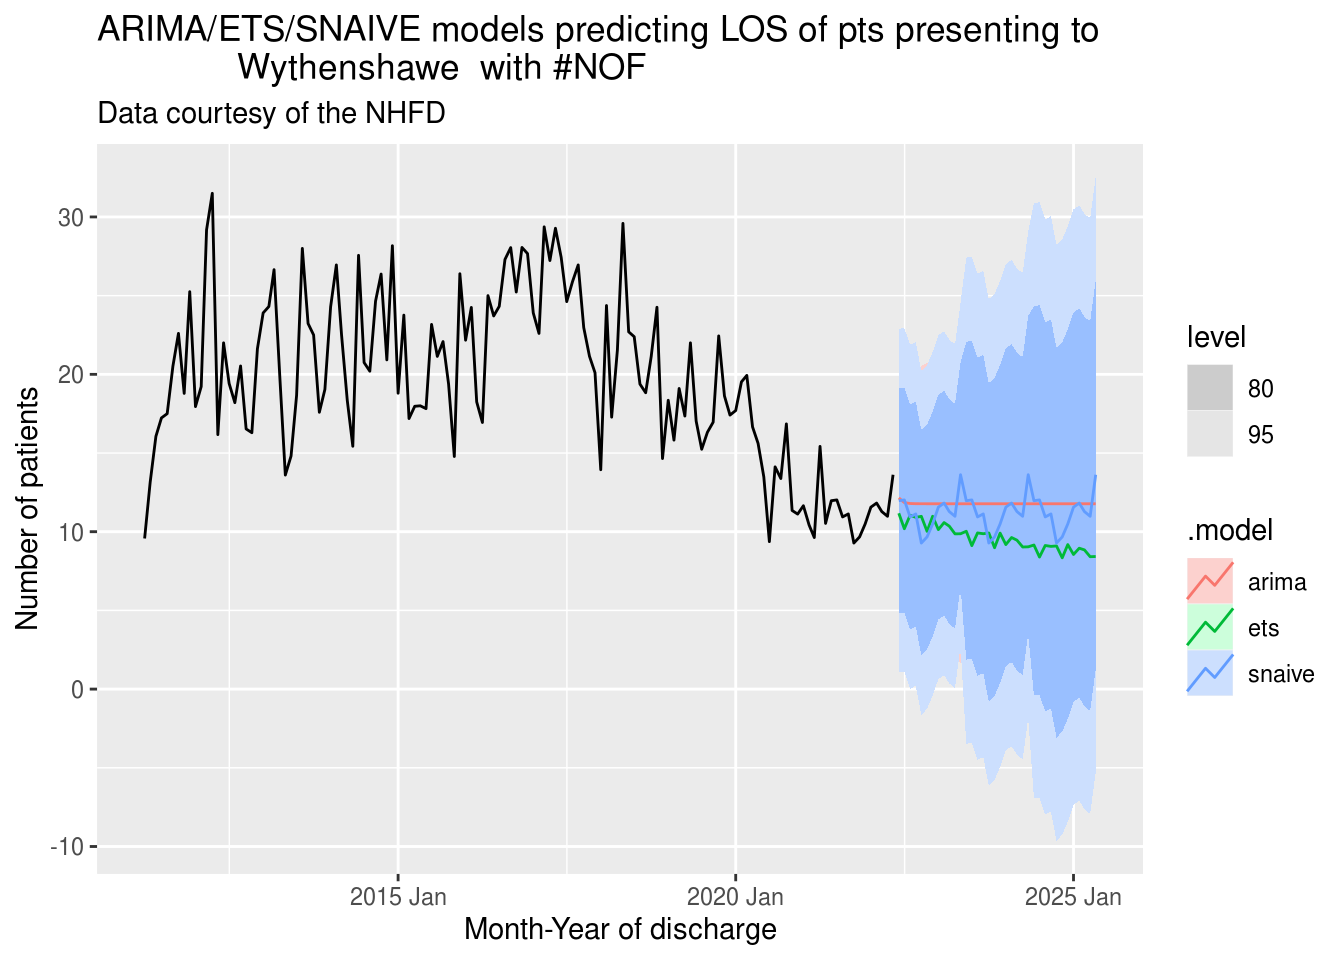 ARIMA/ETS/SNAIVE models predicting LOS of pts presenting to
Wythenshawe  with #NOF
Data courtesy of the NHFD
Number of patients
30
20
10
0
-10
2015 Jan
2020 Jan
2025 Jan
Month-Year of discharge
level
80
95
.model
arima
ets
snaive